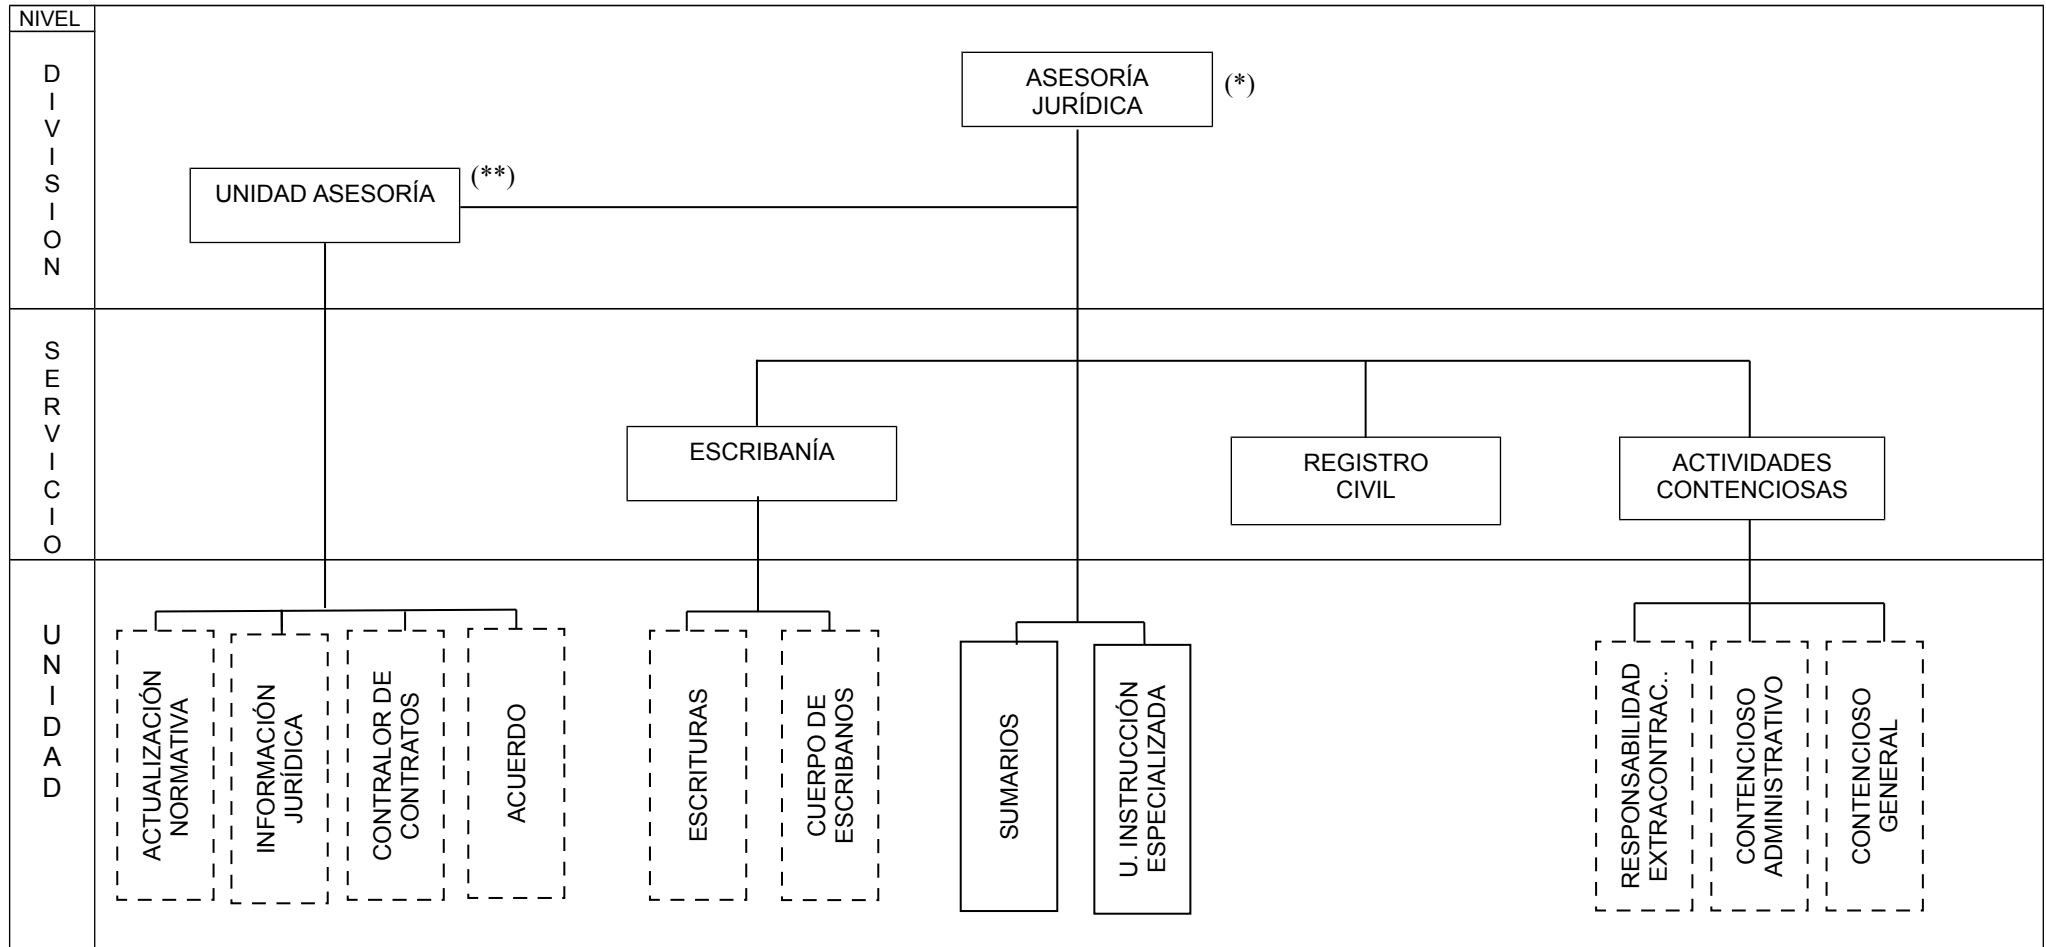 NIVEL
D
I
V
I
S
I
O
N
ASESORÍA
JURÍDICA
(*)
UNIDAD ASESORÍA
(**)
S
E
R
V
I
C
I
O
ESCRIBANÍA
REGISTRO
CIVIL
ACTIVIDADES
CONTENCIOSAS
U
N
I
D
A
D
ACTUALIZACIÓN
NORMATIVA
INFORMACIÓN
JURÍDICA
CONTRALOR DE
CONTRATOS
ACUERDO
ESCRITURAS
CUERPO DE
ESCRIBANOS
SUMARIOS
U. INSTRUCCIÓN
ESPECIALIZADA
RESPONSABILIDAD
EXTRACONTRAC..
CONTENCIOSO
ADMINISTRATIVO
CONTENCIOSO
GENERAL